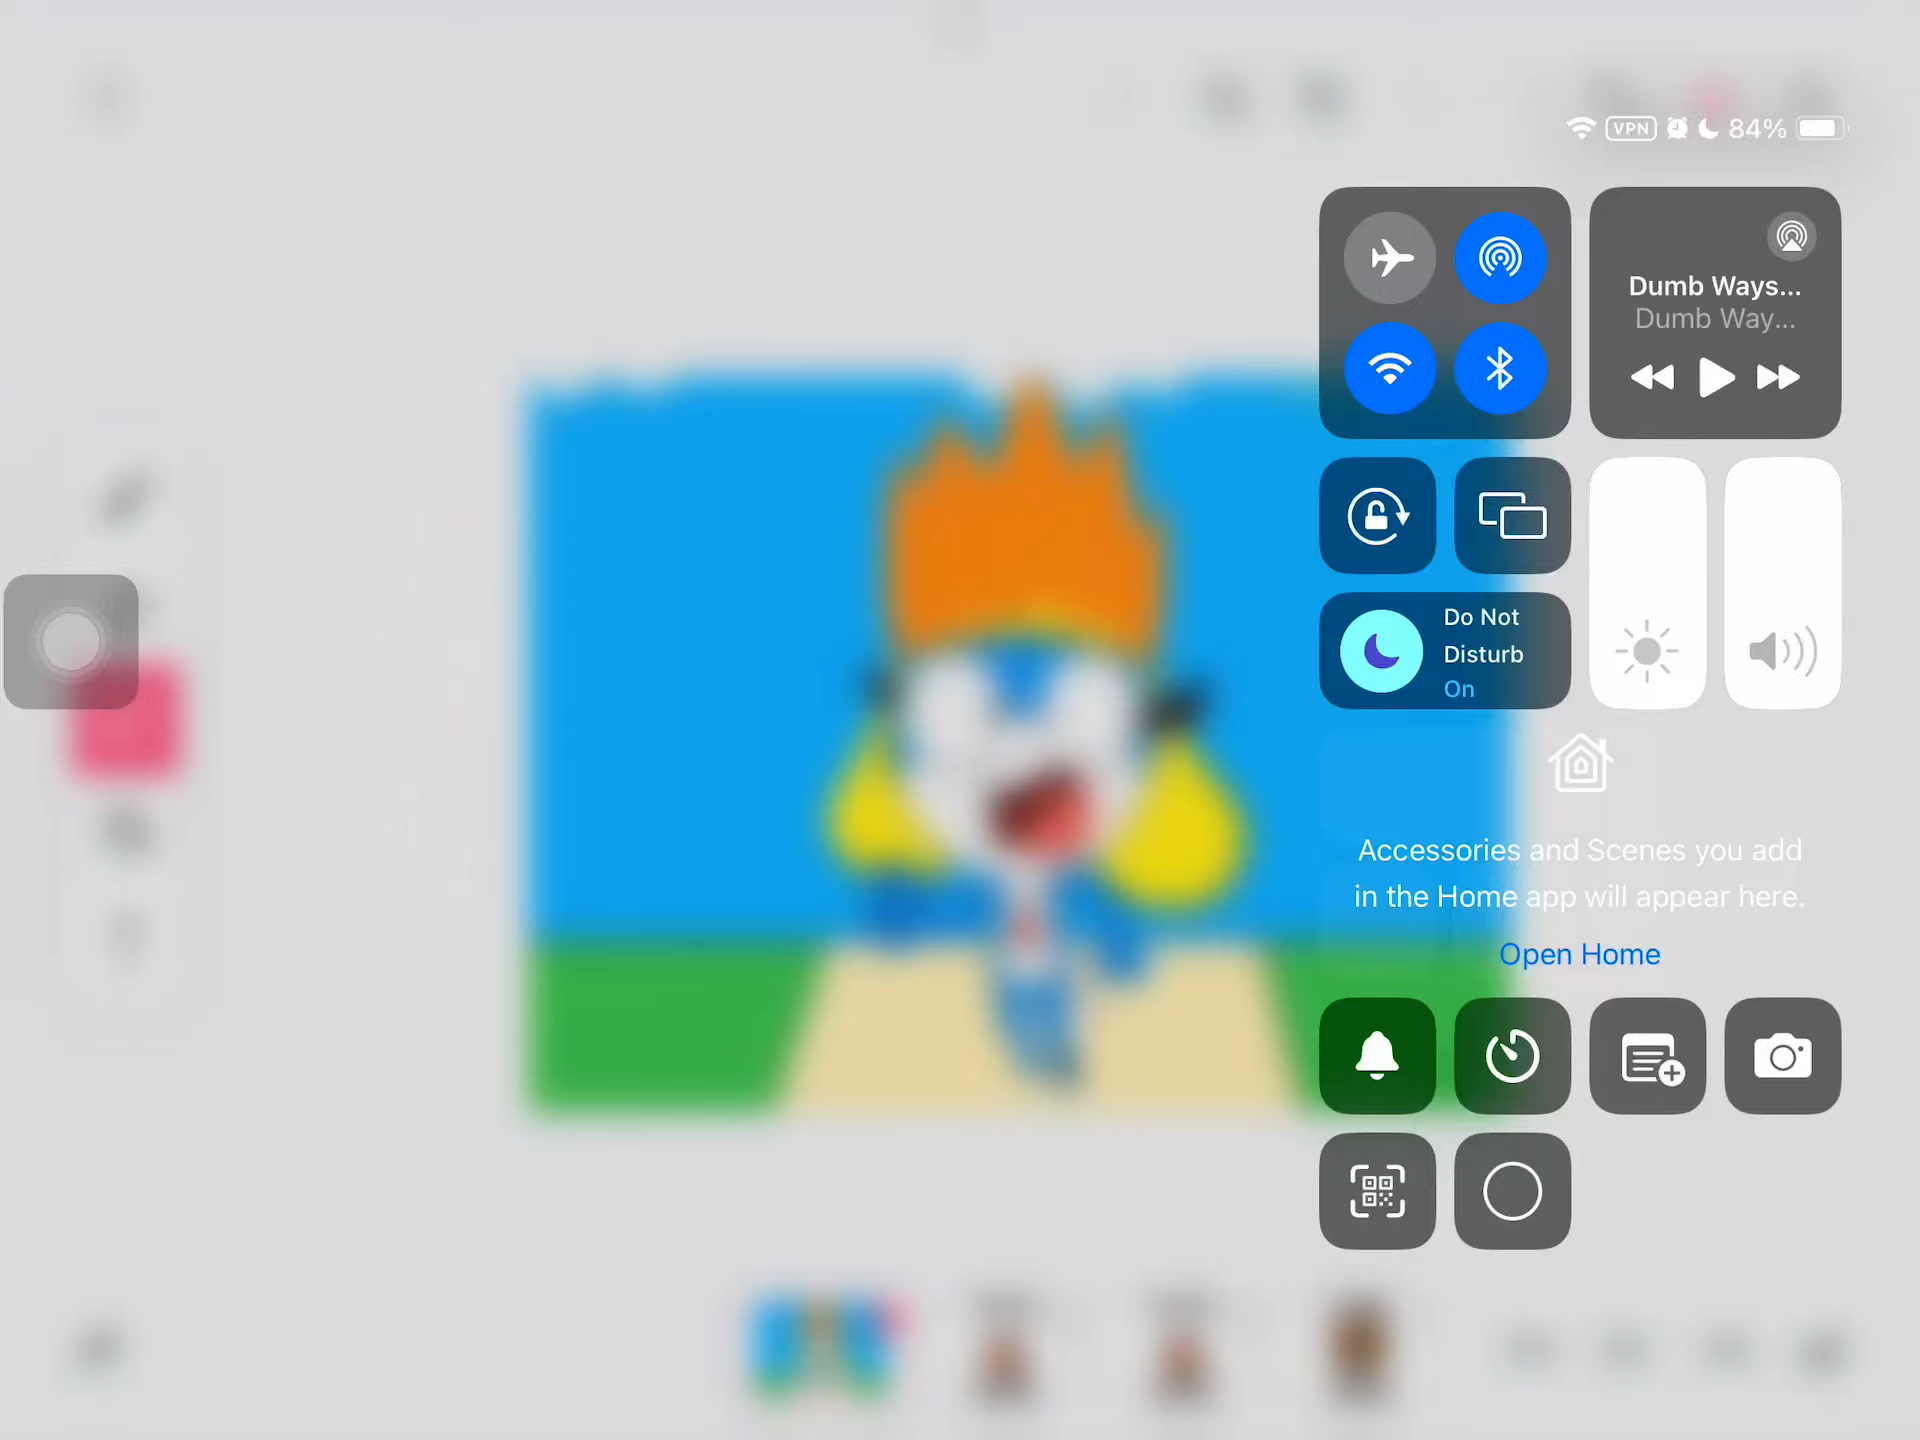 VPN 84%
Dumb Ways...
Dumb Way...
Do Not
Disturb
On
Accessories and Scenes you add
in the Home app will appear here.
Open Home